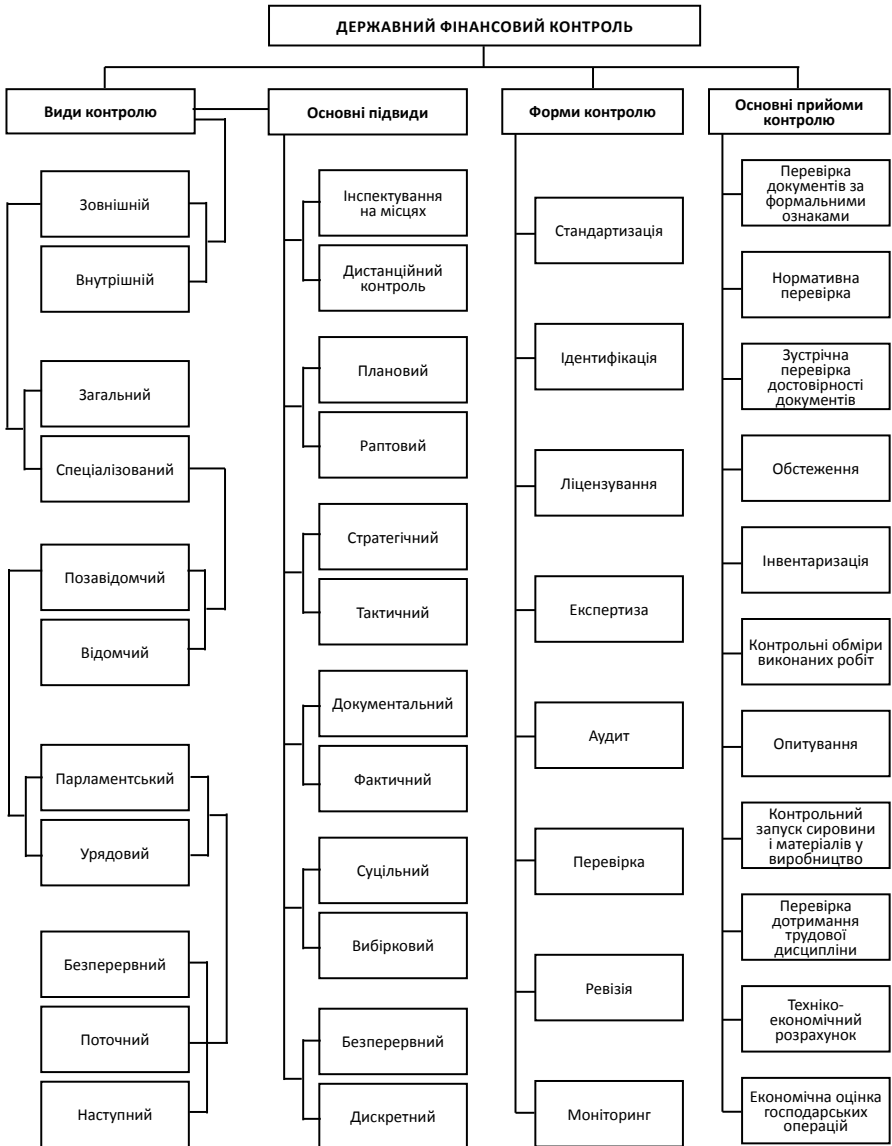 ДЕРЖАВНИЙ ФІНАНСОВИЙ КОНТРОЛЬ
Види контролю
Зовнішній
Внутрішній
Загальний
Спеціалізований
Позавідомчий
Відомчий
Парламентський
Урядовий
Безперервний
Поточний
Наступний
Основні підвиди
Інспектування
на місцях
Дистанційний
контроль
Плановий
Раптовий
Стратегічний
Тактичний
Документальний
Фактичний
Суцільний
Вибірковий
Безперервний
Дискретний
Форми контролю
Стандартизація
Ідентифікація
Ліцензування
Експертиза
Аудит
Перевірка
Ревізія
Моніторинг
Основні прийоми
контролю
Перевірка
документів за
формальними
ознаками
Нормативна
перевірка
Зустрічна
перевірка
достовірності
документів
Обстеження
Інвентаризація
Контрольні обміри
виконаних робіт
Опитування
Контрольний
запуск сировини
і матеріалів у
виробництво
Перевірка
дотримання
трудової
дисципліни
Техніко-
економічний
розрахунок
Економічна оцінка
господарських
операцій